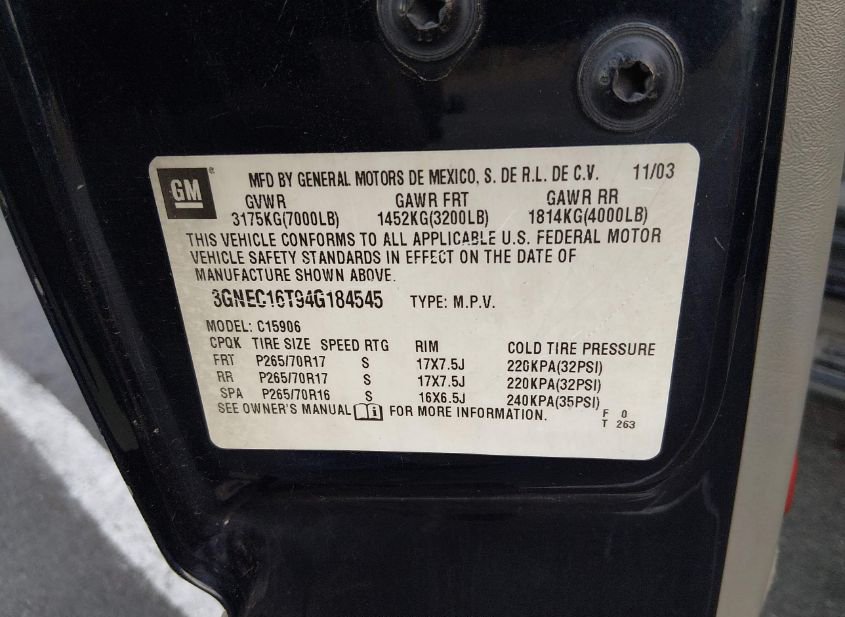 GM MFD BY GENERAL MOTORS DE MEXICO, S. DE R.L. DE C.V. 11/03
GVWR GAWR FRT GAWR RR
3175KG(7000LB) 1452KG(3200LB) 1814KG(4000LB)
THIS VEHICLE CONFORMS TO ALL APPLICABLE U.S. FEDERAL MOTOR
VEHICLE SAFETY STANDARDS IN EFFECT ON THE DATE OF
MANUFACTURE SHOWN ABOVE.
3GNEC16T94G184545 TYPE: M.P.V.
MODEL: C15906
CPQK TIRE SIZE SPEED RTG RIM COLD TIRE PRESSURE
FRT P265/70R17 S 17X7.5J 220KPA(32PSI)
RR P265/70R17 S 17X7.5J 220KPA(32PSI)
SPA P265/70R16 S 16X6.5J 240KPA(35PSI)
SEE OWNER'S MANUAL FOR MORE INFORMATION. F 0
T 263